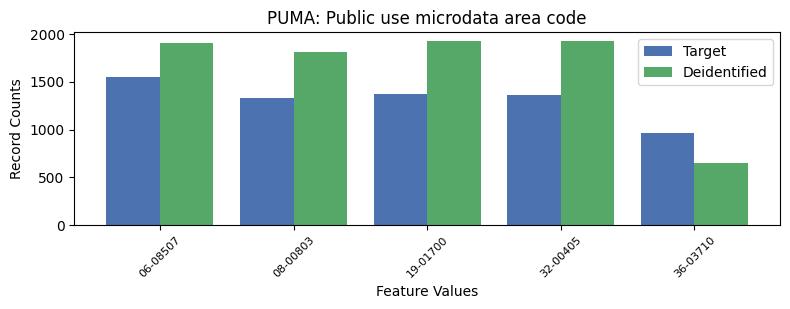 PUMA: Public use microdata area code
Target
Deidentified
Record Counts
2000
1500
1000
500
0
06-08507
08-00803
19-01700
32-00405
36-03710
Feature Values